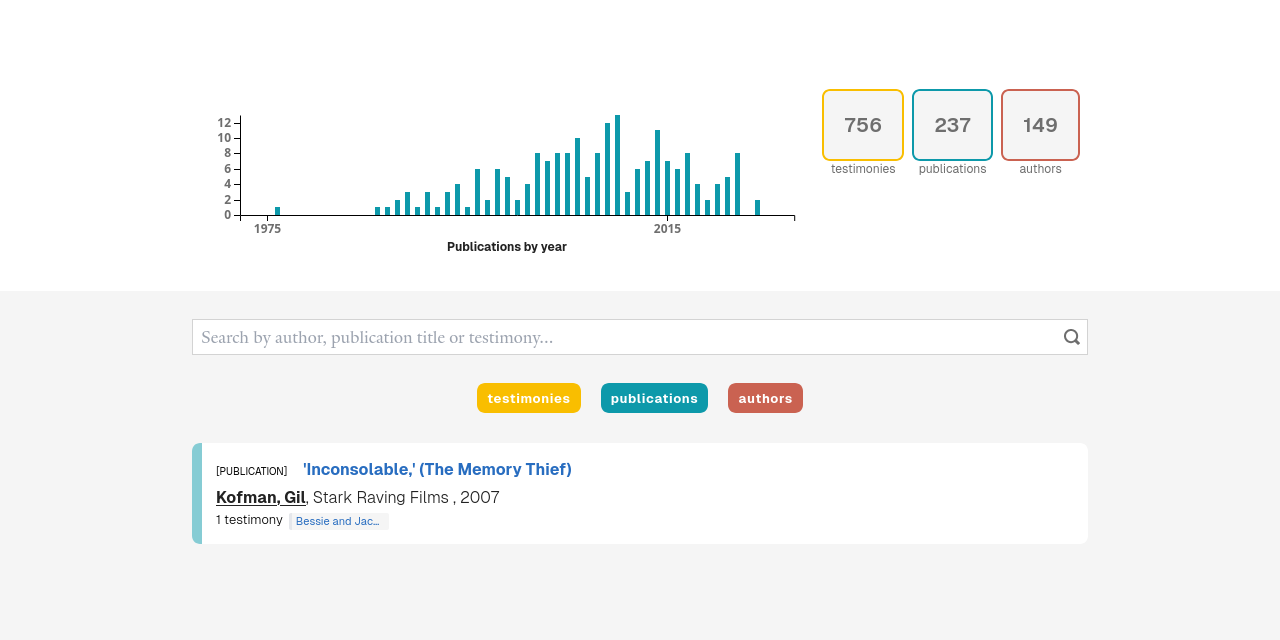 12
10
8
6
4
2
0
1975
2015
Publications by year
756
237
149
testimonies
publications
authors
Search by author, publication title or testimony...
testimonies
publications
authors
[PUBLICATION] 'Inconsolable,' (The Memory Thief)
Kofman, Gil, Stark Raving Films , 2007
1 testimony Bessie and Jac...